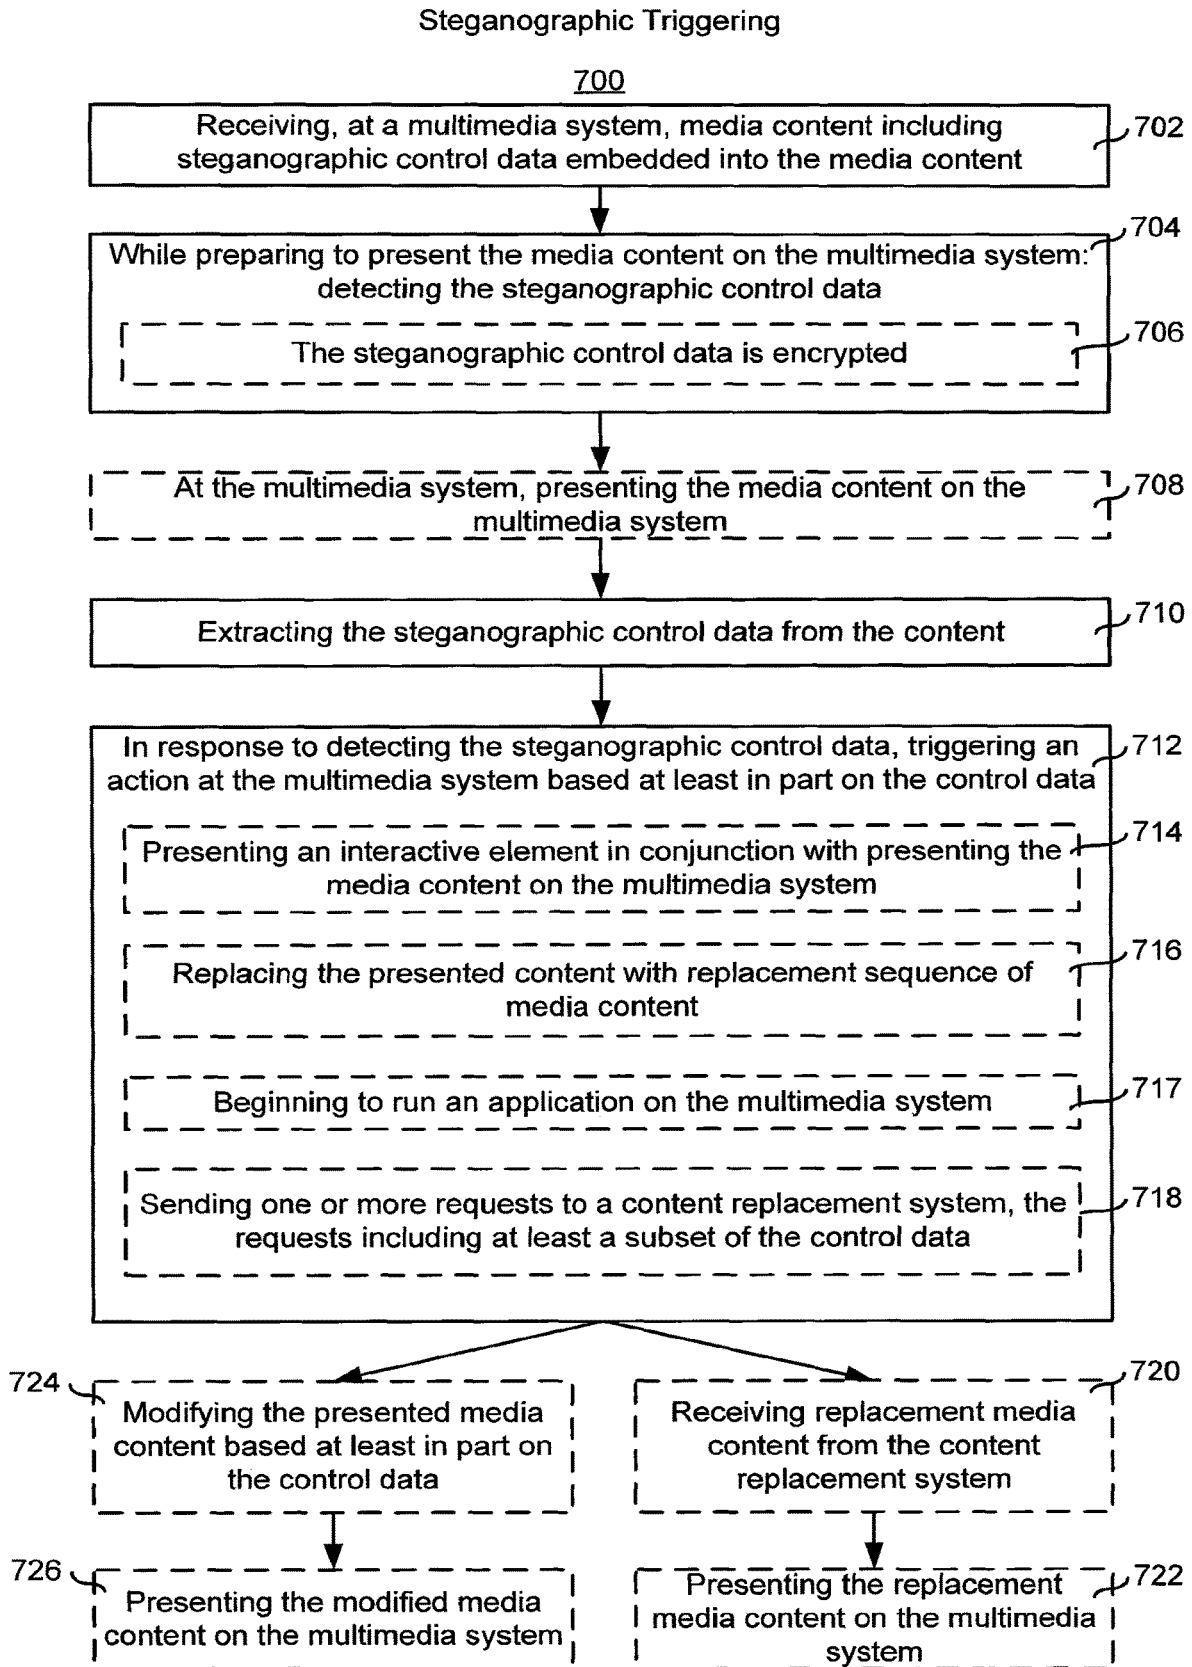 Steganographic Triggering
700
Receiving, at a multimedia system, media content including
steganographic control data embedded into the media content
702
704
While preparing to present the media content on the multimedia system:
detecting the steganographic control data
706
The steganographic control data is encrypted
At the multimedia system, presenting the media content on the
multimedia system
708
Extracting the steganographic control data from the content
710
In response to detecting the steganographic control data, triggering an
action at the multimedia system based at least in part on the control data
712
Presenting an interactive element in conjunction with presenting the
media content on the multimedia system
714
Replacing the presented content with replacement sequence of
media content
716
Beginning to run an application on the multimedia system
717
Sending one or more requests to a content replacement system, the
requests including at least a subset of the control data
718
724
Modifying the presented media
content based at least in part on
the control data
720
Receiving replacement media
content from the content
replacement system
726
Presenting the modified media
content on the multimedia system
Presenting the replacement
media content on the multimedia
system
722